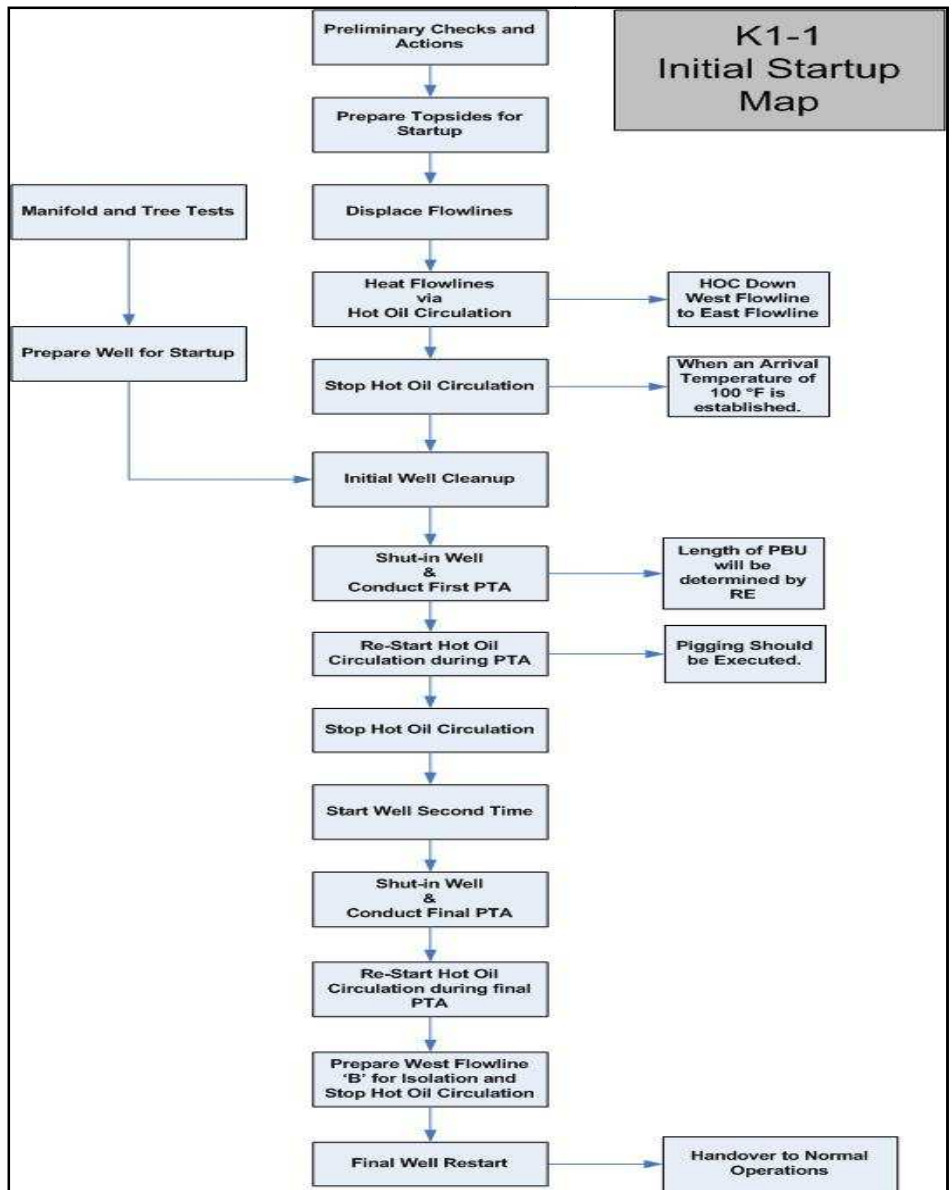 Preliminary Checks and
Actions
K1-1
Initial Startup
Map
Prepare Topsides for
Startup
Manifold and Tree Tests
Displace Flowlines
Heat Flowlines
via
Hot Oil Circulation
HOC Down
West Flowline
to East Flowline
Prepare Well for Startup
Stop Hot Oil Circulation
When an Arrival
Temperature of
100 °F is
established.
Initial Well Cleanup
Shut-in Well
&
Conduct First PTA
Length of PBU
will be
determined by
RE
Re-Start Hot Oil
Circulation during PTA
Pigging Should
be Executed.
Stop Hot Oil Circulation
Start Well Second Time
Shut-in Well
&
Conduct Final PTA
Re-Start Hot Oil
Circulation during final
PTA
Prepare West Flowline
‘B’ for Isolation and
Stop Hot Oil Circulation
Final Well Restart
Handover to Normal
Operations